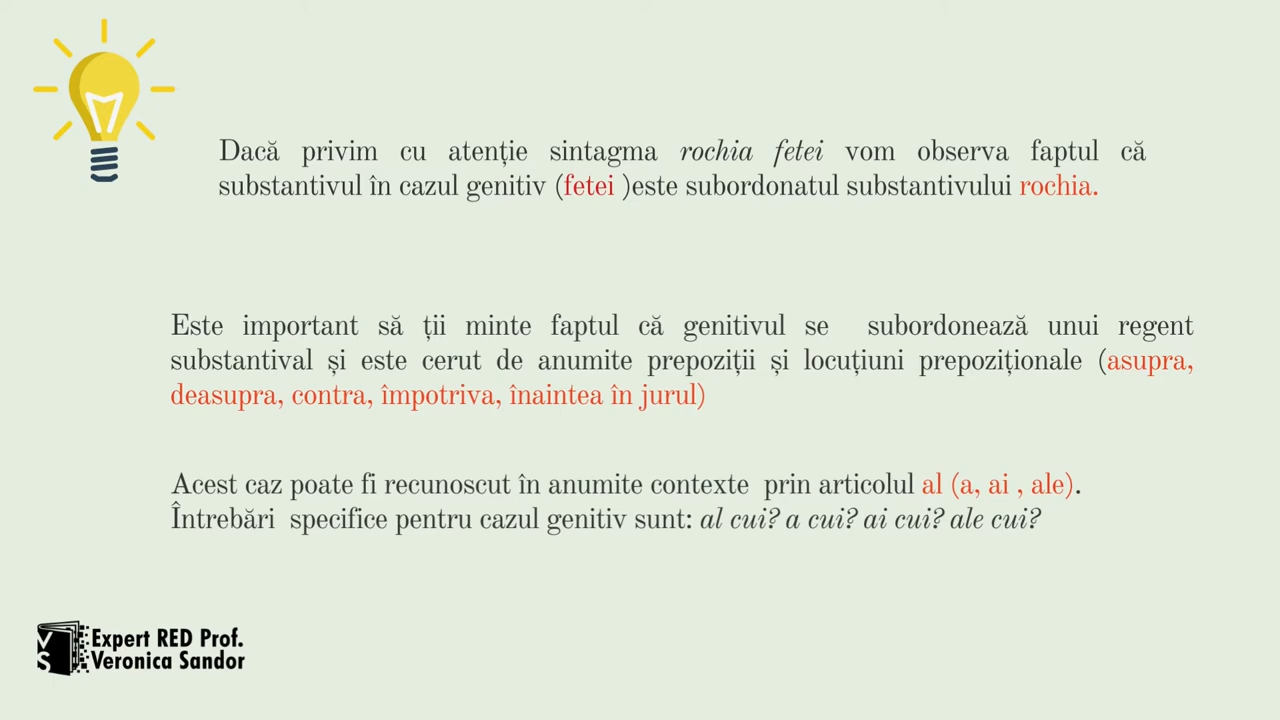 Dacă privim cu atenție sintagma rochia fetei vom observa faptul că
substantivul în cazul genitiv (fetei )este subordonatul substantivului rochia.
Este important să ții minte faptul că genitivul se subordonează unui regent
substantival și este cerut de anumite prepoziții și locuțiuni prepoziționale (asupra,
deasupra, contra, împotriva, înaintea în jurul)
Acest caz poate fi recunoscut în anumite contexte prin articolul al (a, ai , ale).
Întrebări specifice pentru cazul genitiv sunt: al cui? a cui? ai cui? ale cui?
VS
Expert RED Prof.
Veronica Sandor